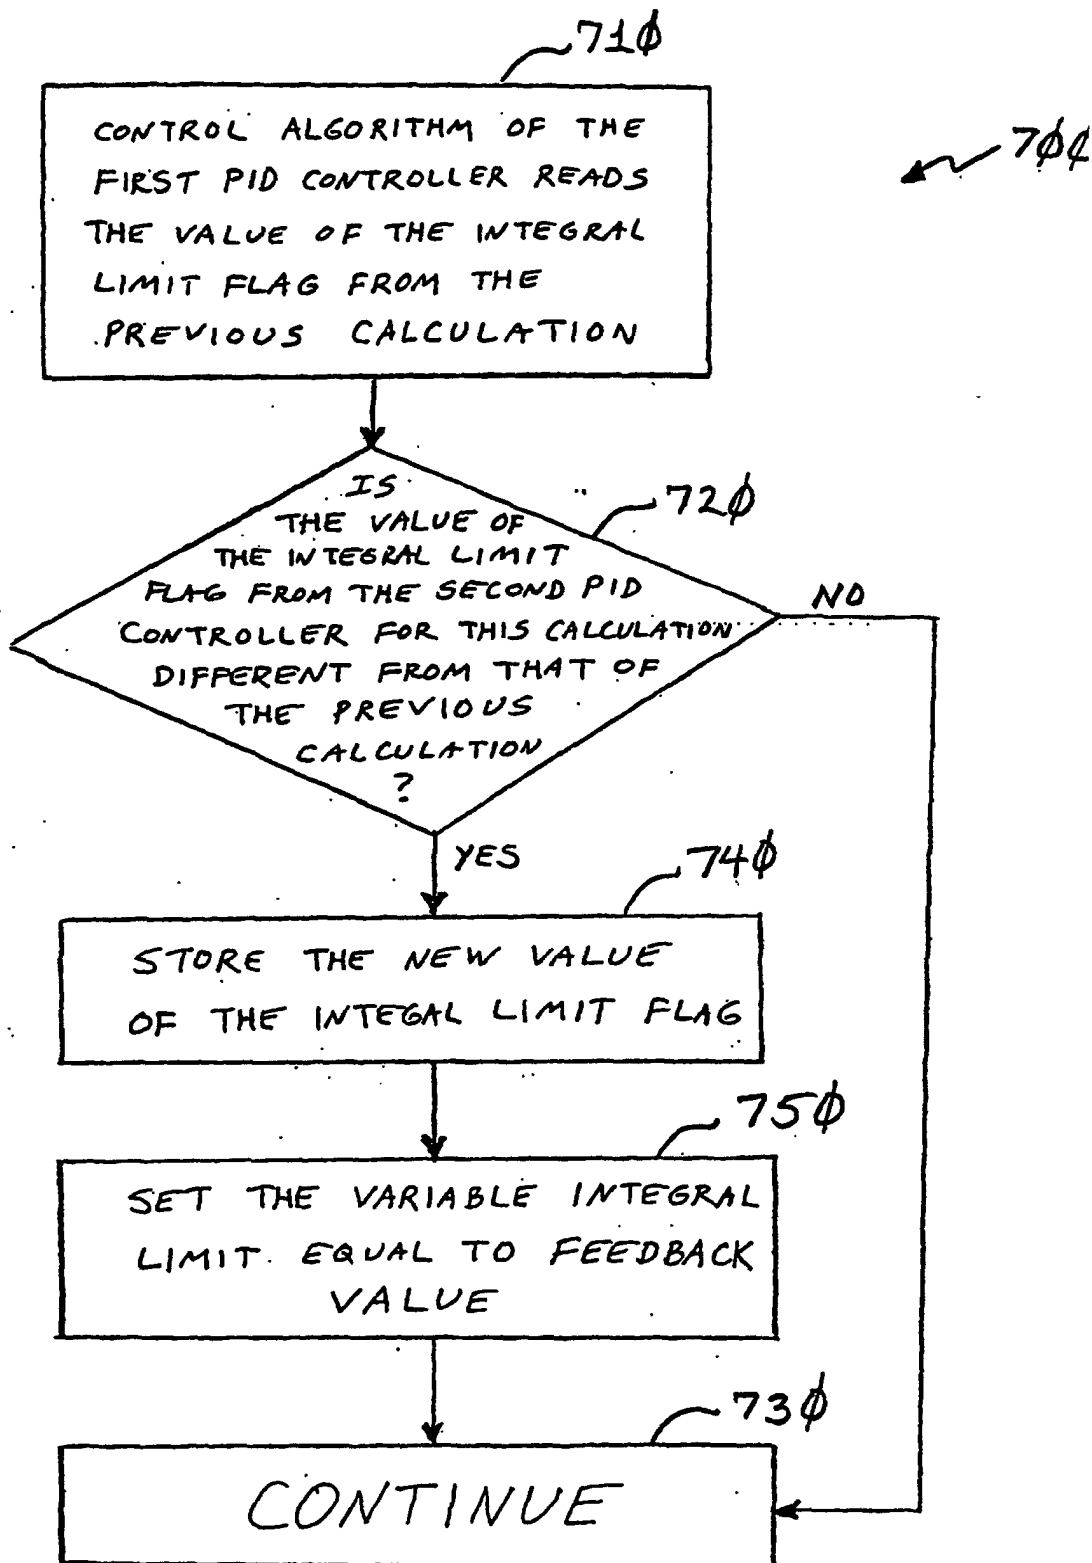 710
CONTROL ALGORITHM OF THE
FIRST PID CONTROLLER READS
THE VALUE OF THE INTEGRAL
LIMIT FLAG FROM THE
PREVIOUS CALCULATION
720
IS
THE VALUE OF
THE INTEGRAL LIMIT
FLAG FROM THE SECOND PID
CONTROLLER FOR THIS CALCULATION
DIFFERENT FROM THAT OF
THE PREVIOUS
CALCULATION
?
NO
YES
740
STORE THE NEW VALUE
OF THE INTEGAL LIMIT FLAG
750
SET THE VARIABLE INTEGRAL
LIMIT EQUAL TO FEEDBACK
VALUE
730
CONTINUE